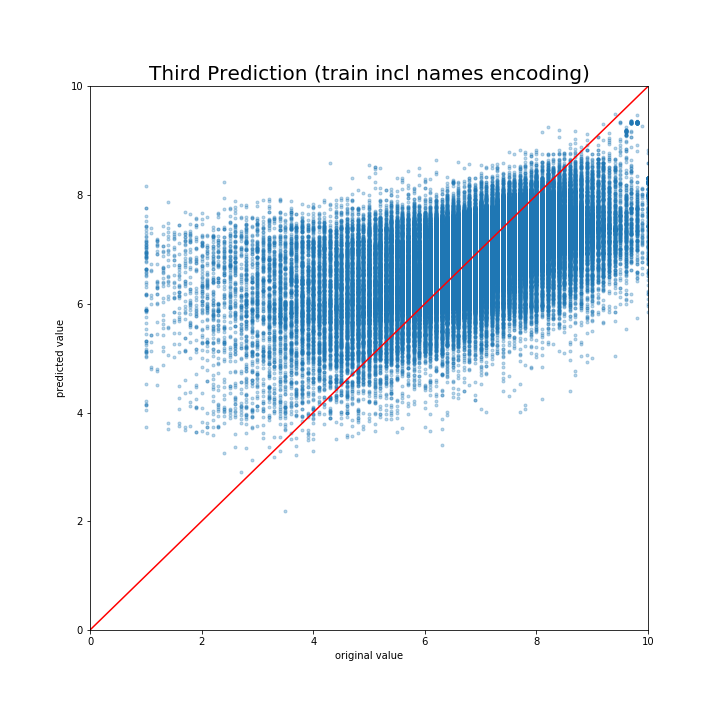 Third Prediction (train incl names encoding)
10
8
6
4
2
0
predicted value
0 2 4 6 8 10
original value